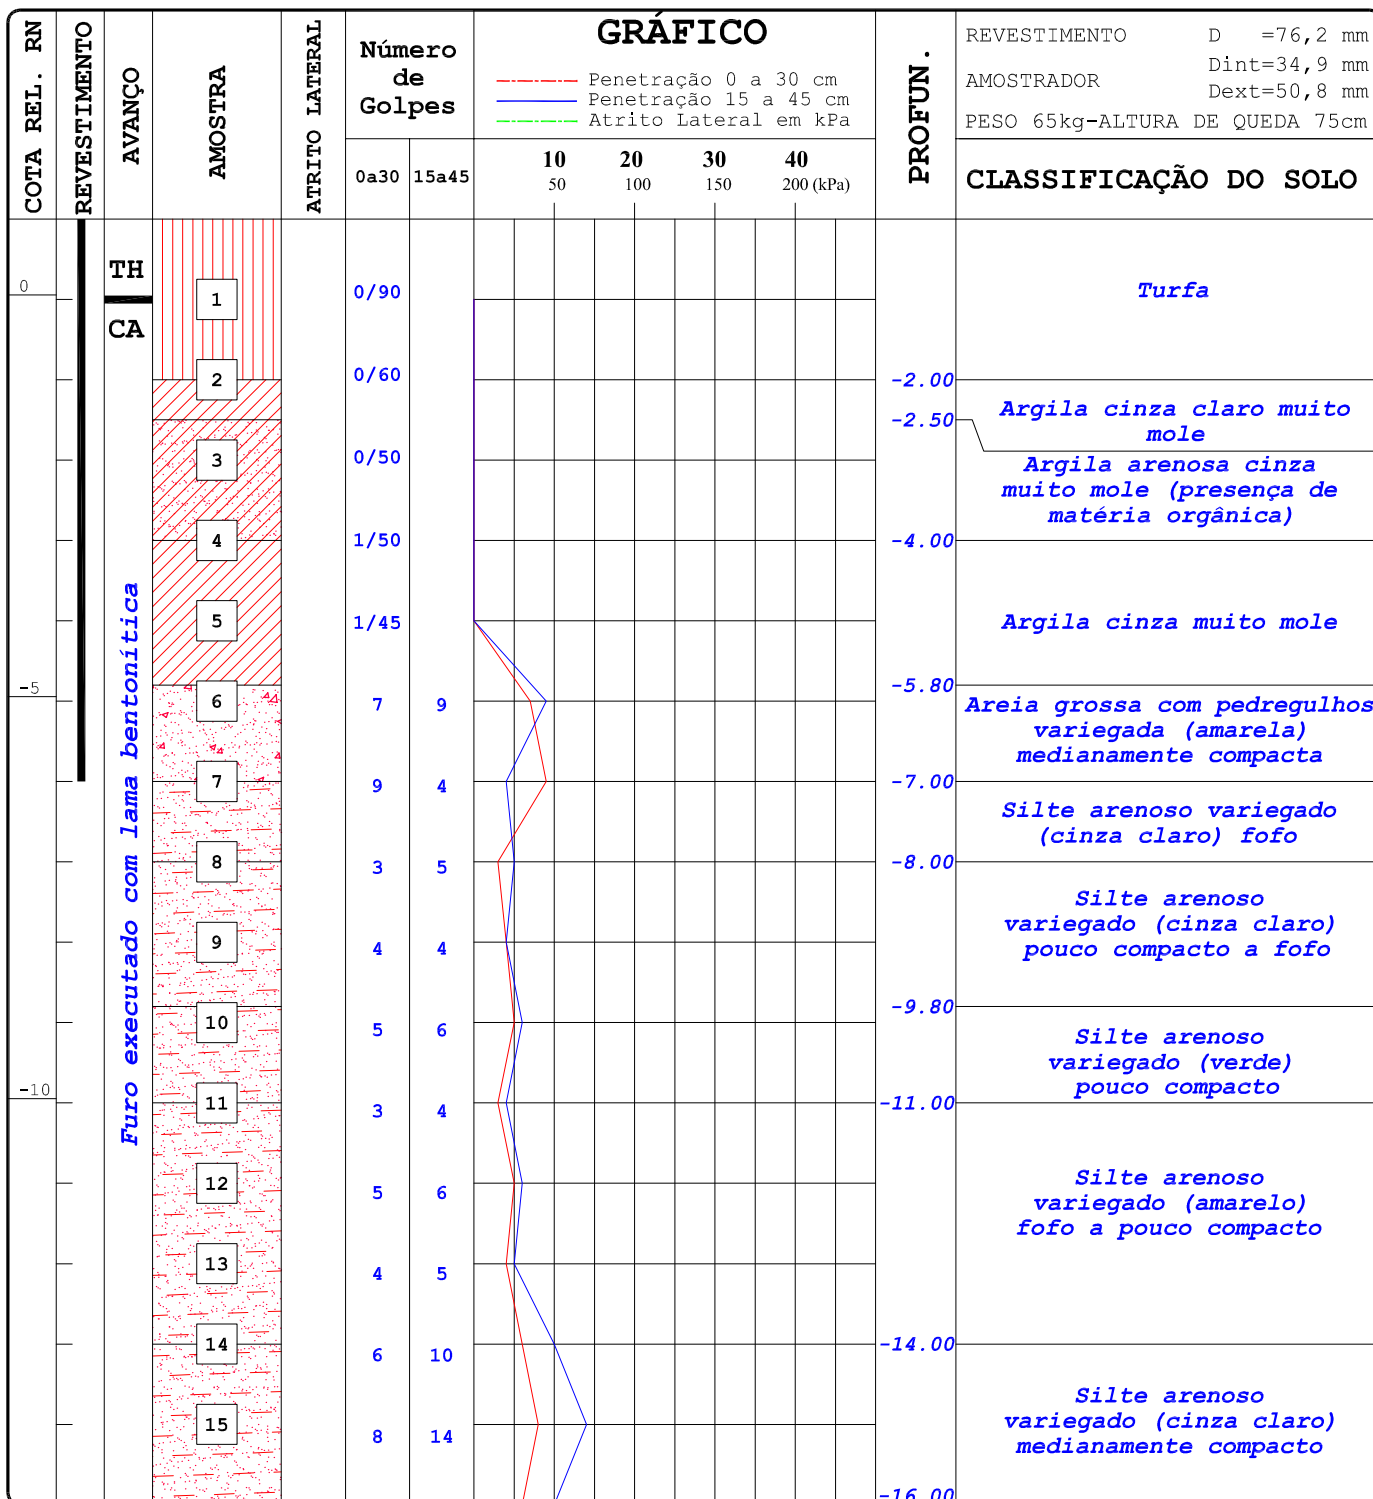 COTA REL. RN
REVESTIMENTO
AVANÇO
AMOSTRA
ATRITO LATERAL
Número
de
Golpes
0a30
15a45
GRÁFICO
Penetração 0 a 30 cm
Penetração 15 a 45 cm
Atrito Lateral em kPa
10 20 30 40
50 100 150 200 (kPa)
PROFUN.
REVESTIMENTO D =76,2 mm
Dint=34,9 mm
AMOSTRADOR
Dext=50,8 mm
PESO 65kg-ALTURA DE QUEDA 75cm
CLASSIFICAÇÃO DO SOLO
TH
0
1
0/90
Turfa
CA
2
0/60
-2.00
Argila cinza claro muito
mole
-2.50
3
0/50
Argila arenosa cinza
muito mole (presença de
matéria orgânica)
4
1/50
-4.00
5
1/45
Argila cinza muito mole
Furo executado com lama bentonítica
-5
-5.80
6
7
9
Areia grossa com pedregulhos
variegada (amarela)
medianamente compacta
7
9
4
-7.00
Silte arenoso variegado
(cinza claro) fofo
8
3
5
-8.00
Silte arenoso
variegado (cinza claro)
pouco compacto a fofo
9
4
4
-9.80
10
5
6
Silte arenoso
variegado (verde)
pouco compacto
-10
11
3
4
-11.00
12
5
6
Silte arenoso
variegado (amarelo)
fofo a pouco compacto
13
4
5
14
6
10
-14.00
15
8
14
Silte arenoso
variegado (cinza claro)
medianamente compacto
-16.00